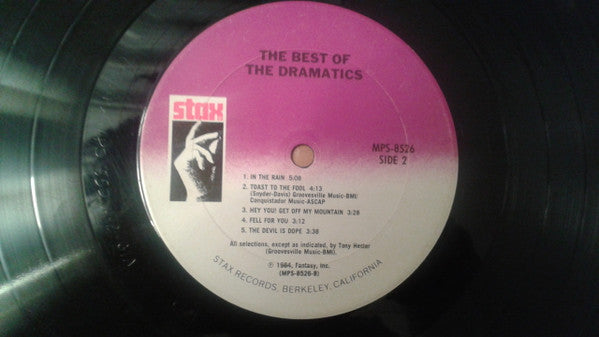 THE BEST OF
THE DRAMATICS
stax
MPS-8526
SIDE 2
1. IN THE RAIN 5:08
2. TOAST TO THE FOOL 4:13
(Snyder-Davis) Groovesville Music-BMI/
Conquistador Music-ASCAP
3. HEY YOU! GET OFF MY MOUNTAIN 3:28
4. FELL FOR YOU 3:12
5. THE DEVIL IS DOPE 3:38
All selections, except as indicated, by Tony Hester
(Groovesville Music-BMI).
℗ 1984, Fantasy, Inc.
(MPS-8526-B)
STAX RECORDS, BERKELEY, CALIFORNIA